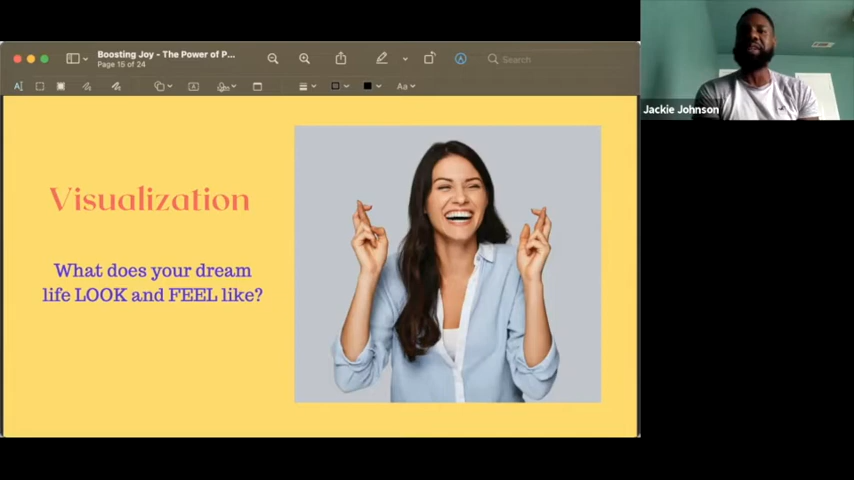 Boosting Joy - The Power of P...
Page 15 of 24
Search
Aa
Jackie Johnson
Visualization
What does your dream
life LOOK and FEEL like?